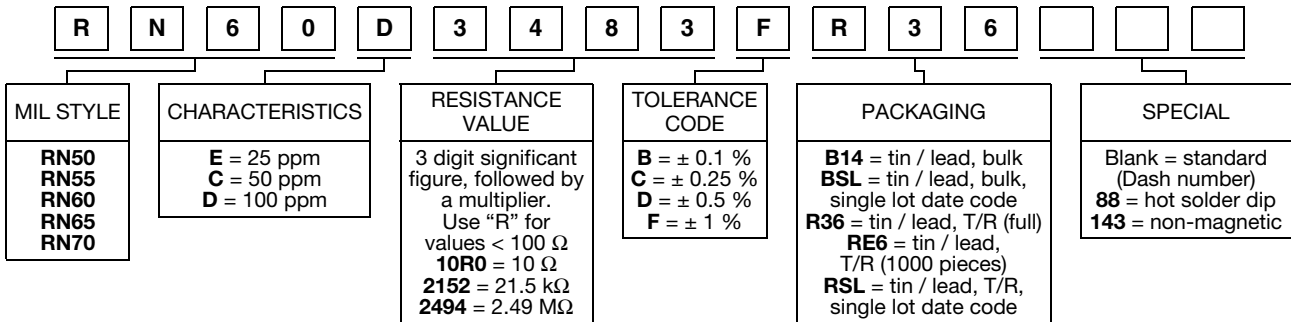 R N 6 0 D 3 4 8 3 F R 3 6
MIL STYLE
RN50
RN55
RN60
RN65
RN70
CHARACTERISTICS
E = 25 ppm
C = 50 ppm
D = 100 ppm
RESISTANCE
VALUE
3 digit significant
figure, followed by
a multiplier.
Use “R” for
values < 100 Ω
10R0 = 10 Ω
2152 = 21.5 kΩ
2494 = 2.49 MΩ
TOLERANCE
CODE
B = ± 0.1 %
C = ± 0.25 %
D = ± 0.5 %
F = ± 1 %
PACKAGING
B14 = tin / lead, bulk
BSL = tin / lead, bulk,
single lot date code
R36 = tin / lead, T/R (full)
RE6 = tin / lead,
T/R (1000 pieces)
RSL = tin / lead, T/R,
single lot date code
SPECIAL
Blank = standard
(Dash number)
88 = hot solder dip
143 = non-magnetic